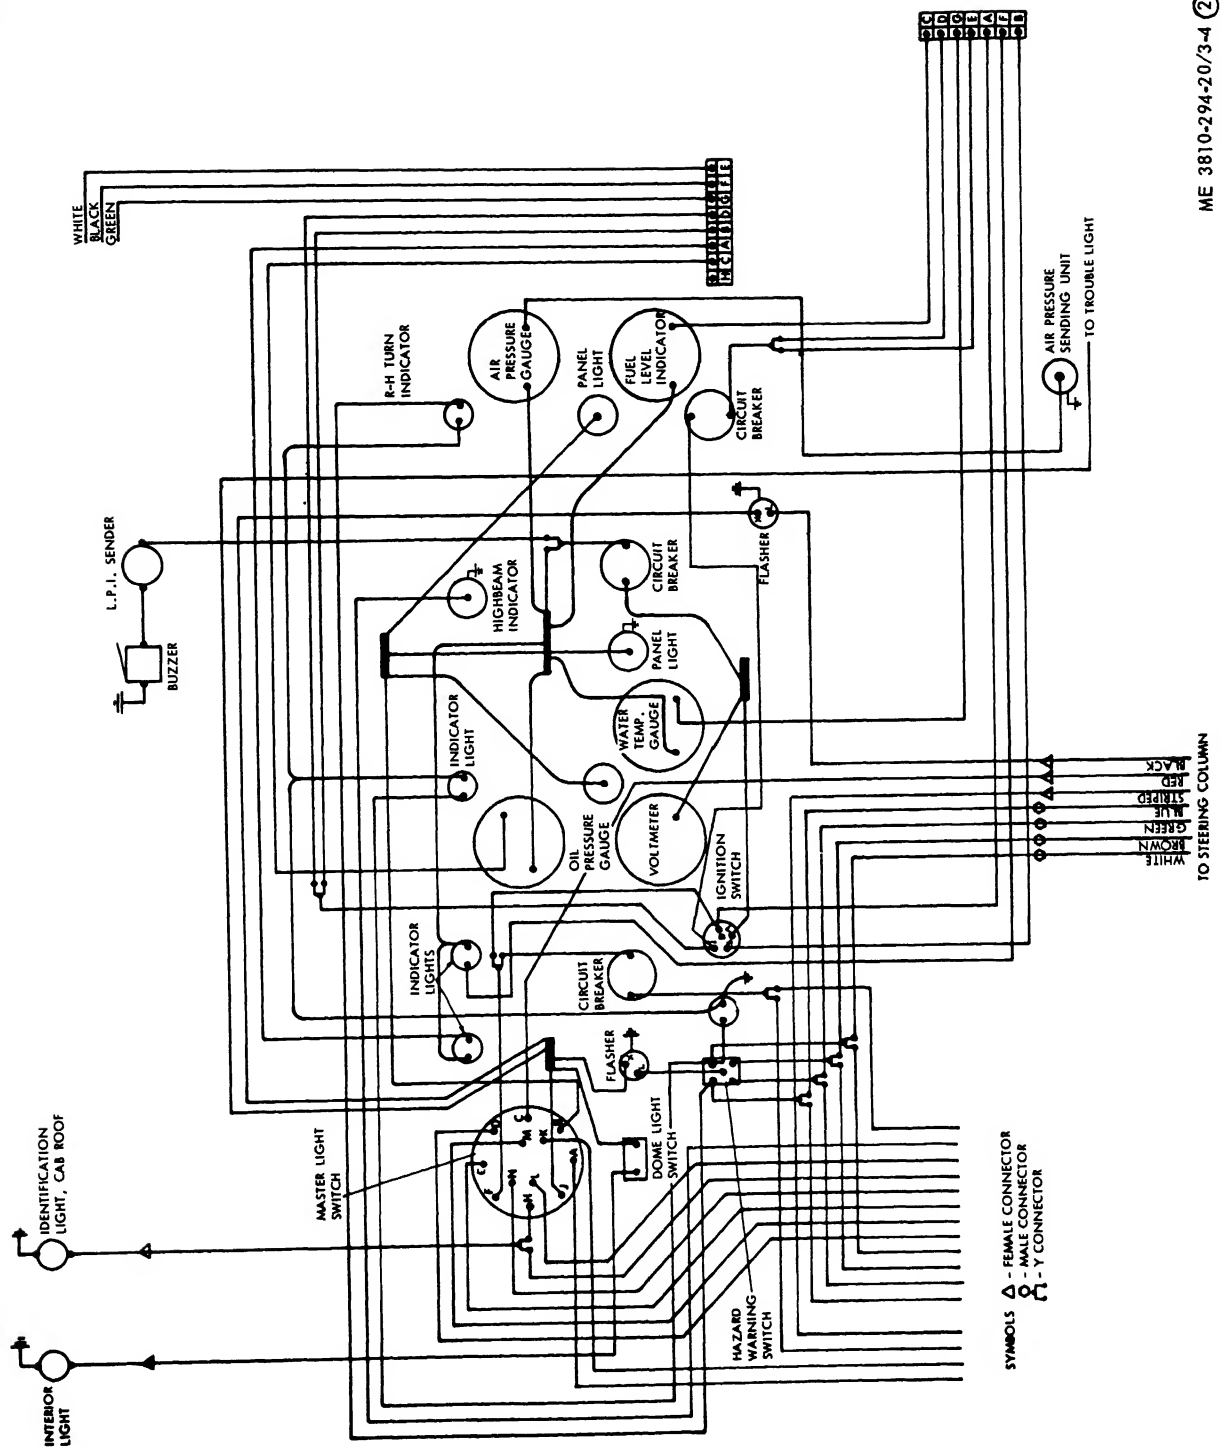 ME 3810-294-20/3-4 2
C
D
G
E
A
F
B
WHITE
BLACK
GREEN
E
F
G
D
B
A
C
H
R-H TURN
INDICATOR
AIR
PRESSURE
GAUGE
PANEL
LIGHT
FUEL
LEVEL
INDICATOR
CIRCUIT
BREAKER
AIR PRESSURE
SENDING UNIT
TO TROUBLE LIGHT
L.P.I. SENDER
BUZZER
HIGHBEAM
INDICATOR
CIRCUIT
BREAKER
FLASHER
X
L
PANEL
LIGHT
INDICATOR
LIGHT
WATER
TEMP.
GAUGE
OIL
PRESSURE
GAUGE
VOLTMETER
IGNITION
SWITCH
BLACK
RED
STRIPED
BLUE
GREEN
BROWN
WHITE
TO STEERING COLUMN
INDICATOR
LIGHTS
CIRCUIT
BREAKER
FLASHER
X
L
IDENTIFICATION
LIGHT, CAB ROOF
MASTER LIGHT
SWITCH
D
C
B
M
K
E
N
L
A
F
H
J
DOME LIGHT
SWITCH
HAZARD
WARNING
SWITCH
INTERIOR
LIGHT
SYMBOLS
- FEMALE CONNECTOR
- MALE CONNECTOR
- Y CONNECTOR